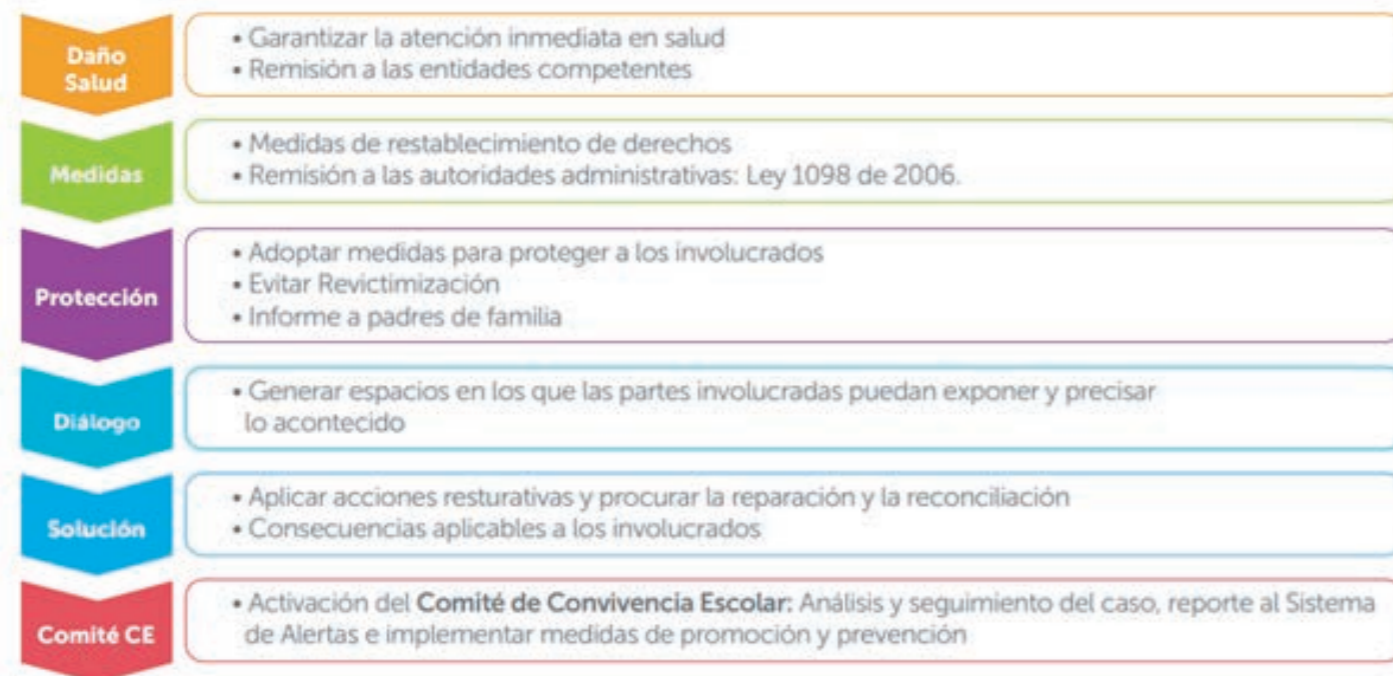 Daño
Salud
• Garantizar la atención inmediata en salud
• Remisión a las entidades competentes
Medidas
• Medidas de restablecimiento de derechos
• Remisión a las autoridades administrativas: Ley 1098 de 2006.
Protección
• Adoptar medidas para proteger a los involucrados
• Evitar Revictimización
• Informe a padres de familia
Diálogo
• Generar espacios en los que las partes involucradas puedan exponer y precisar
lo acontecido
Solución
• Aplicar acciones resturativas y procurar la reparación y la reconciliación
• Consecuencias aplicables a los involucrados
Comité CE
• Activación del Comité de Convivencia Escolar: Análisis y seguimiento del caso, reporte al Sistema
de Alertas e implementar medidas de promoción y prevención